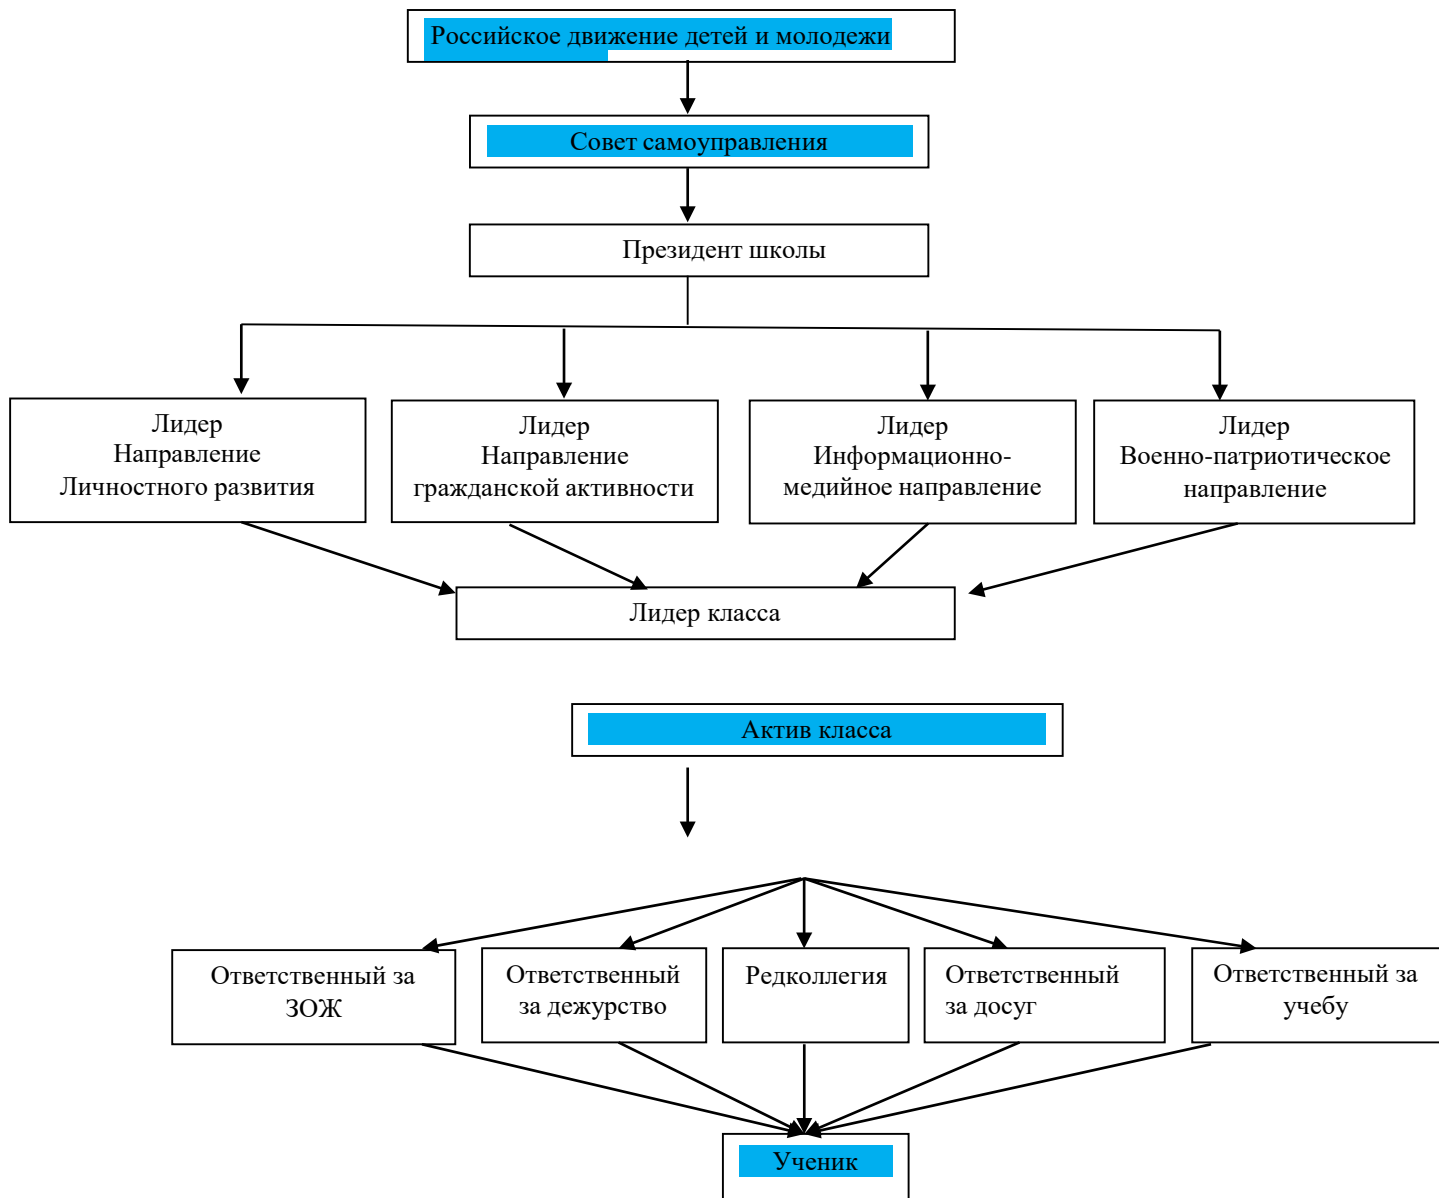 Российское движение детей и молодежи
Совет самоуправления
Президент школы
Лидер
Направление
Личностного развития
Лидер
Направление
гражданской активности
Лидер
Информационно-
медийное направление
Лидер
Военно-патриотическое
направление
Лидер класса
Актив класса
Ответственный за
ЗОЖ
Ответственный
за дежурство
Редколлегия
Ответственный
за досуг
Ответственный за
учебу
Ученик